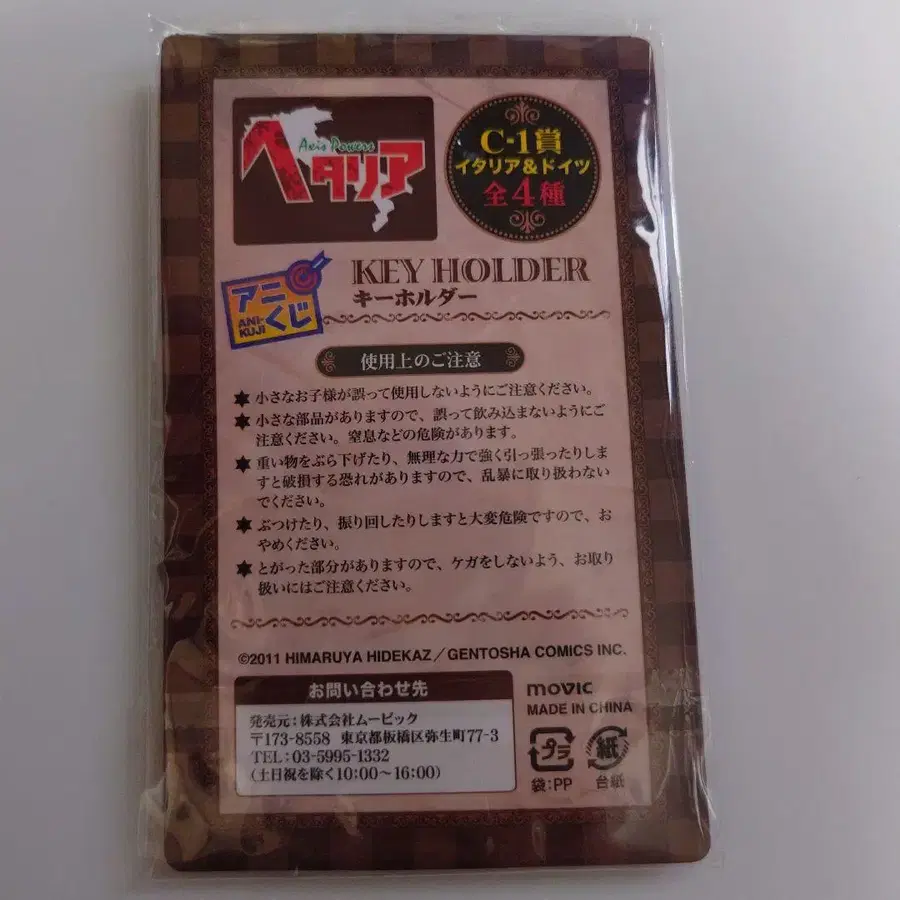 Axis Powers
ヘタリア
C-1賞
イタリア&ドイツ
全4種
アニくじ
ANI-KUJI
KEY HOLDER
キーホルダー
使用上のご注意
★小さなお子様が誤って使用しないようにご注意ください。
★小さな部品がありますので、誤って飲み込まないようにご
注意ください。窒息などの危険があります。
★重い物をぶら下げたり、無理な力で強く引っ張ったりしま
すと破損する恐れがありますので、乱暴に取り扱わない
でください。
★ぶつけたり、振り回したりしますと大変危険ですので、お
やめください。
★とがった部分がありますので、ケガをしないよう、お取り
扱いにはご注意ください。
©2011 HIMARUYA HIDEKAZ/GENTOSHA COMICS INC.
お問い合わせ先
発売元:株式会社ムービック
〒173-8558 東京都板橋区弥生町77-3
TEL:03-5995-1332
(土日祝を除く10:00~16:00)
movic
MADE IN CHINA
プラ
袋:PP
紙
台紙